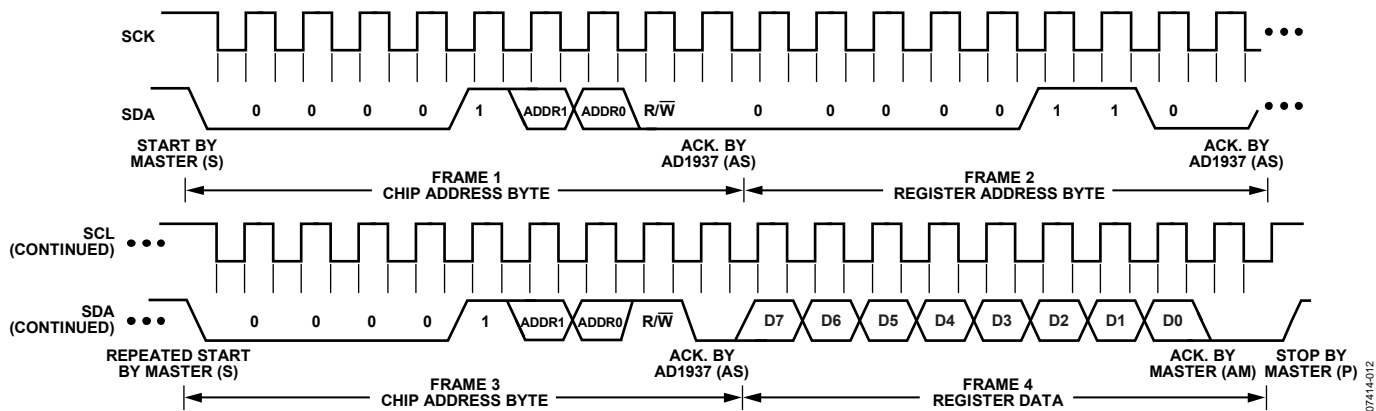 SCK
SDA
0 0 0 0 1 ADDR1 ADDR0 R/W̅ 0 0 0 0 0 1 1 0
START BY
MASTER (S)
ACK. BY
AD1937 (AS)
ACK. BY
AD1937 (AS)
FRAME 1
CHIP ADDRESS BYTE
FRAME 2
REGISTER ADDRESS BYTE
SCL
(CONTINUED)
SDA
(CONTINUED)
0 0 0 0 1 ADDR1 ADDR0 R/W̅ D7 D6 D5 D4 D3 D2 D1 D0
REPEATED START
BY MASTER (S)
ACK. BY
AD1937 (AS)
ACK. BY
MASTER (AM)
STOP BY
MASTER (P)
FRAME 3
CHIP ADDRESS BYTE
FRAME 4
REGISTER DATA
07414-012